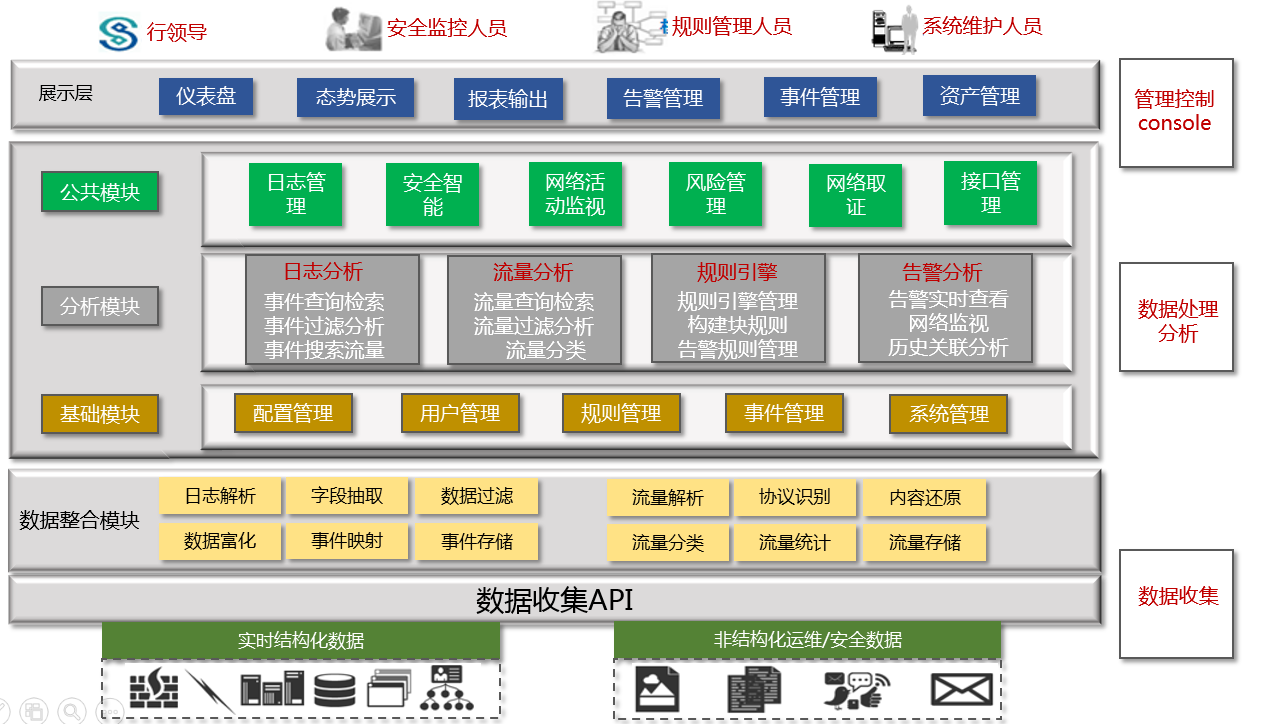 行领导
安全监控人员
规则管理人员
系统维护人员
展示层
仪表盘
态势展示
报表输出
告警管理
事件管理
资产管理
管理控制
console
公共模块
日志管
理
安全智
能
网络活
动监视
风险管
理
网络取
证
接口管
理
分析模块
日志分析
事件查询检索
事件过滤分析
事件搜索流量
流量分析
流量查询检索
流量过滤分析
流量分类
规则引擎
规则引擎管理
构建块规则
告警规则管理
告警分析
告警实时查看
网络监视
历史关联分析
数据处理
分析
基础模块
配置管理
用户管理
规则管理
事件管理
系统管理
数据整合模块
日志解析
字段抽取
数据过滤
流量解析
协议识别
内容还原
数据富化
事件映射
事件存储
流量分类
流量统计
流量存储
数据收集API
数据收集
实时结构化数据
非结构化运维/安全数据